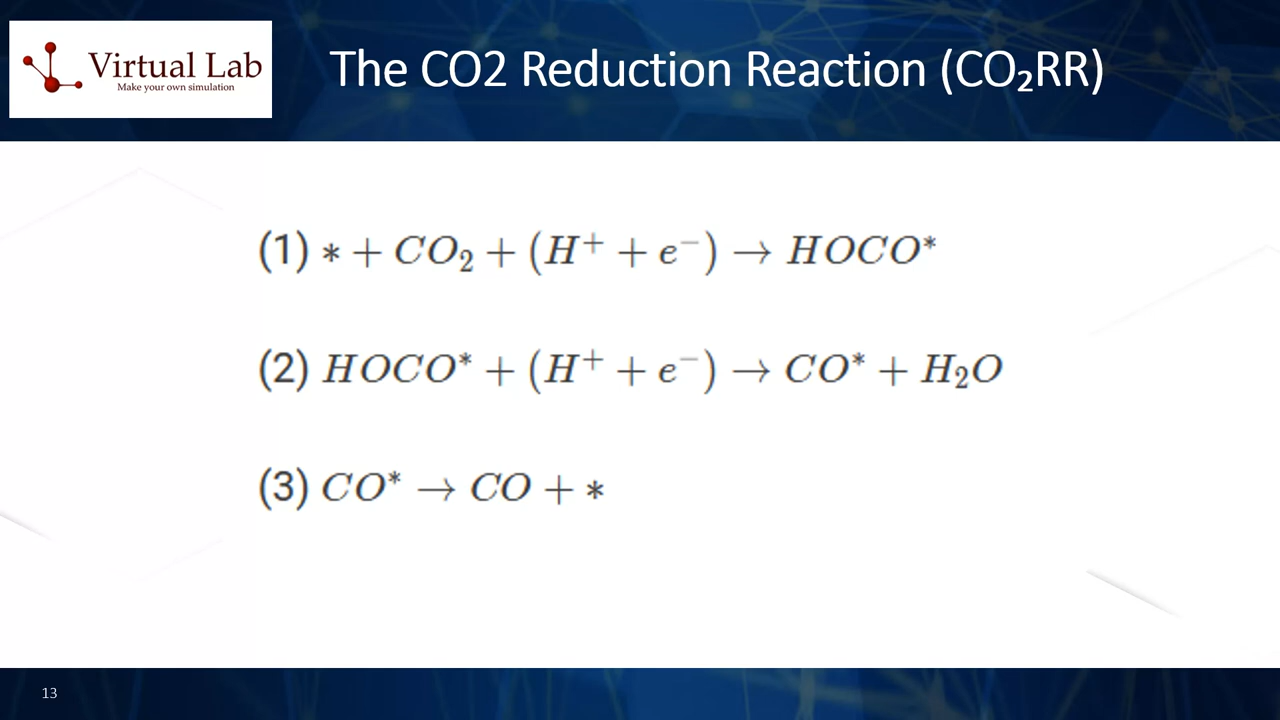 Virtual Lab
Make your own simulation
The CO2 Reduction Reaction (CO₂RR)
(1) * + CO₂ + (H⁺ + e⁻) → HOCO*
(2) HOCO* + (H⁺ + e⁻) → CO* + H₂O
(3) CO* → CO + *
13